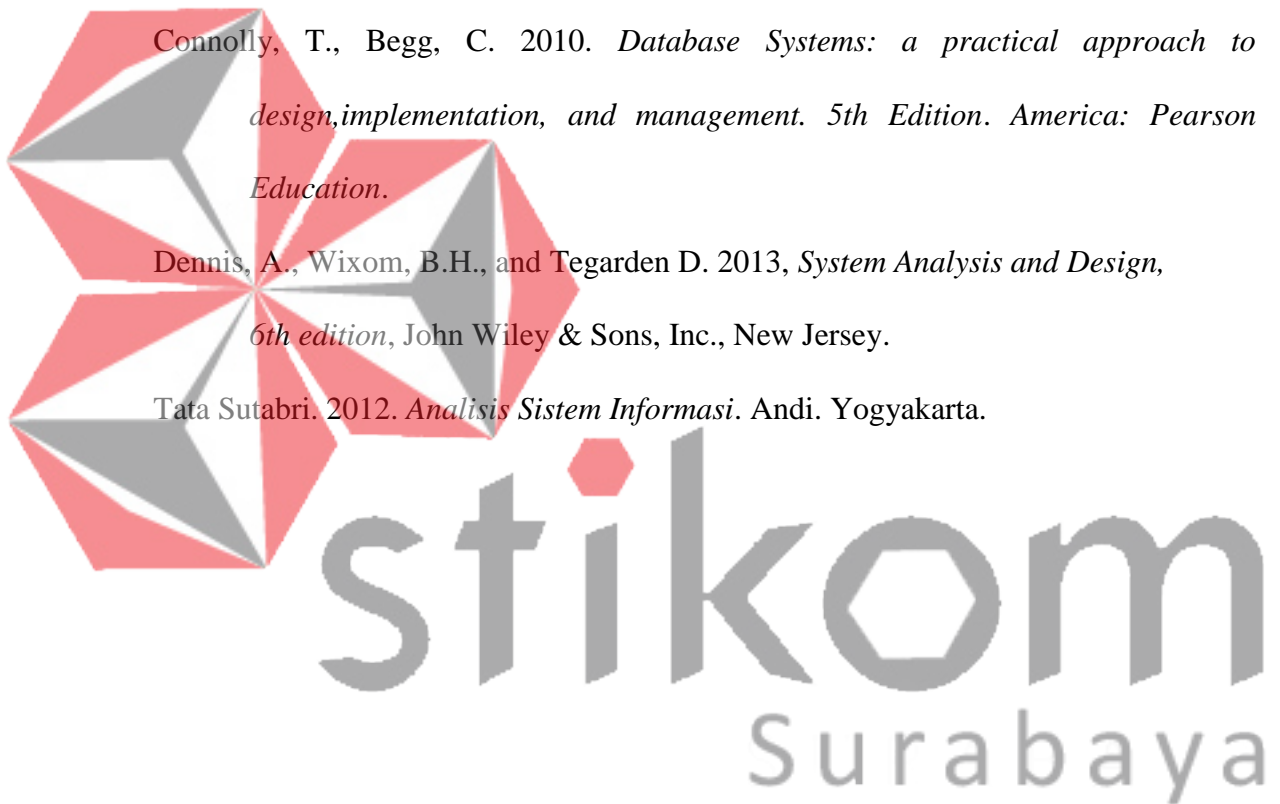 Connolly, T., Begg, C. 2010. Database Systems: a practical approach to
design,implementation, and management. 5th Edition. America: Pearson
Education.
Dennis, A., Wixom, B.H., and Tegarden D. 2013, System Analysis and Design,
6th edition, John Wiley & Sons, Inc., New Jersey.
Tata Sutabri. 2012. Analisis Sistem Informasi. Andi. Yogyakarta.
stikom
Surabaya